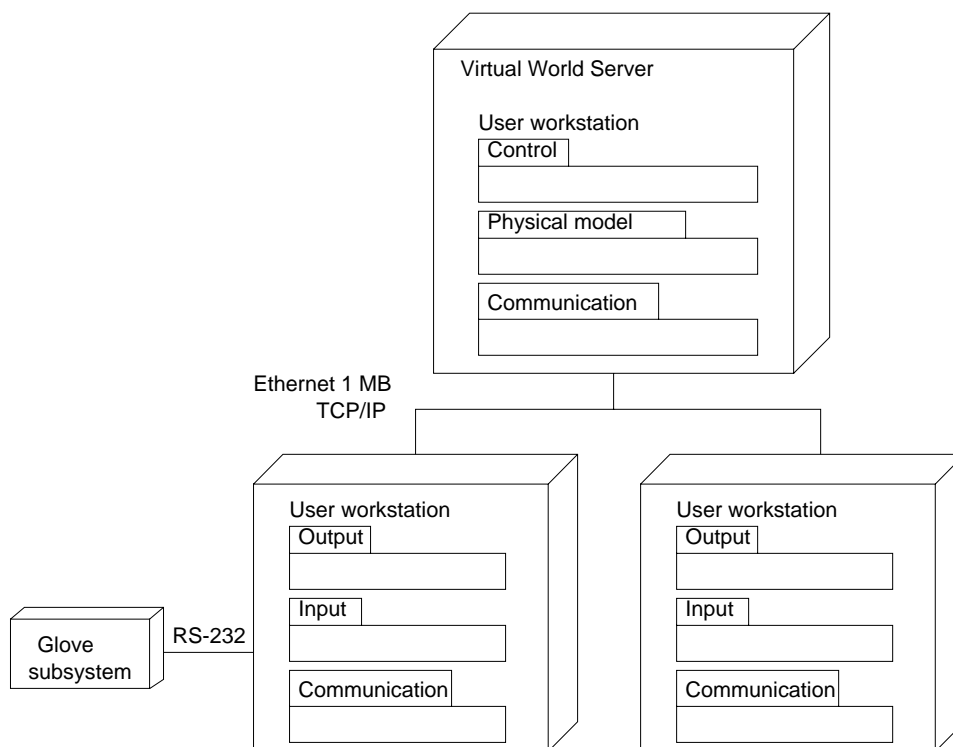 Virtual World Server
User workstation
Control
Physical model
Communication
Ethernet 1 MB
TCP/IP
User workstation
Output
Input
Communication
User workstation
Output
Input
Communication
Glove
subsystem
RS-232